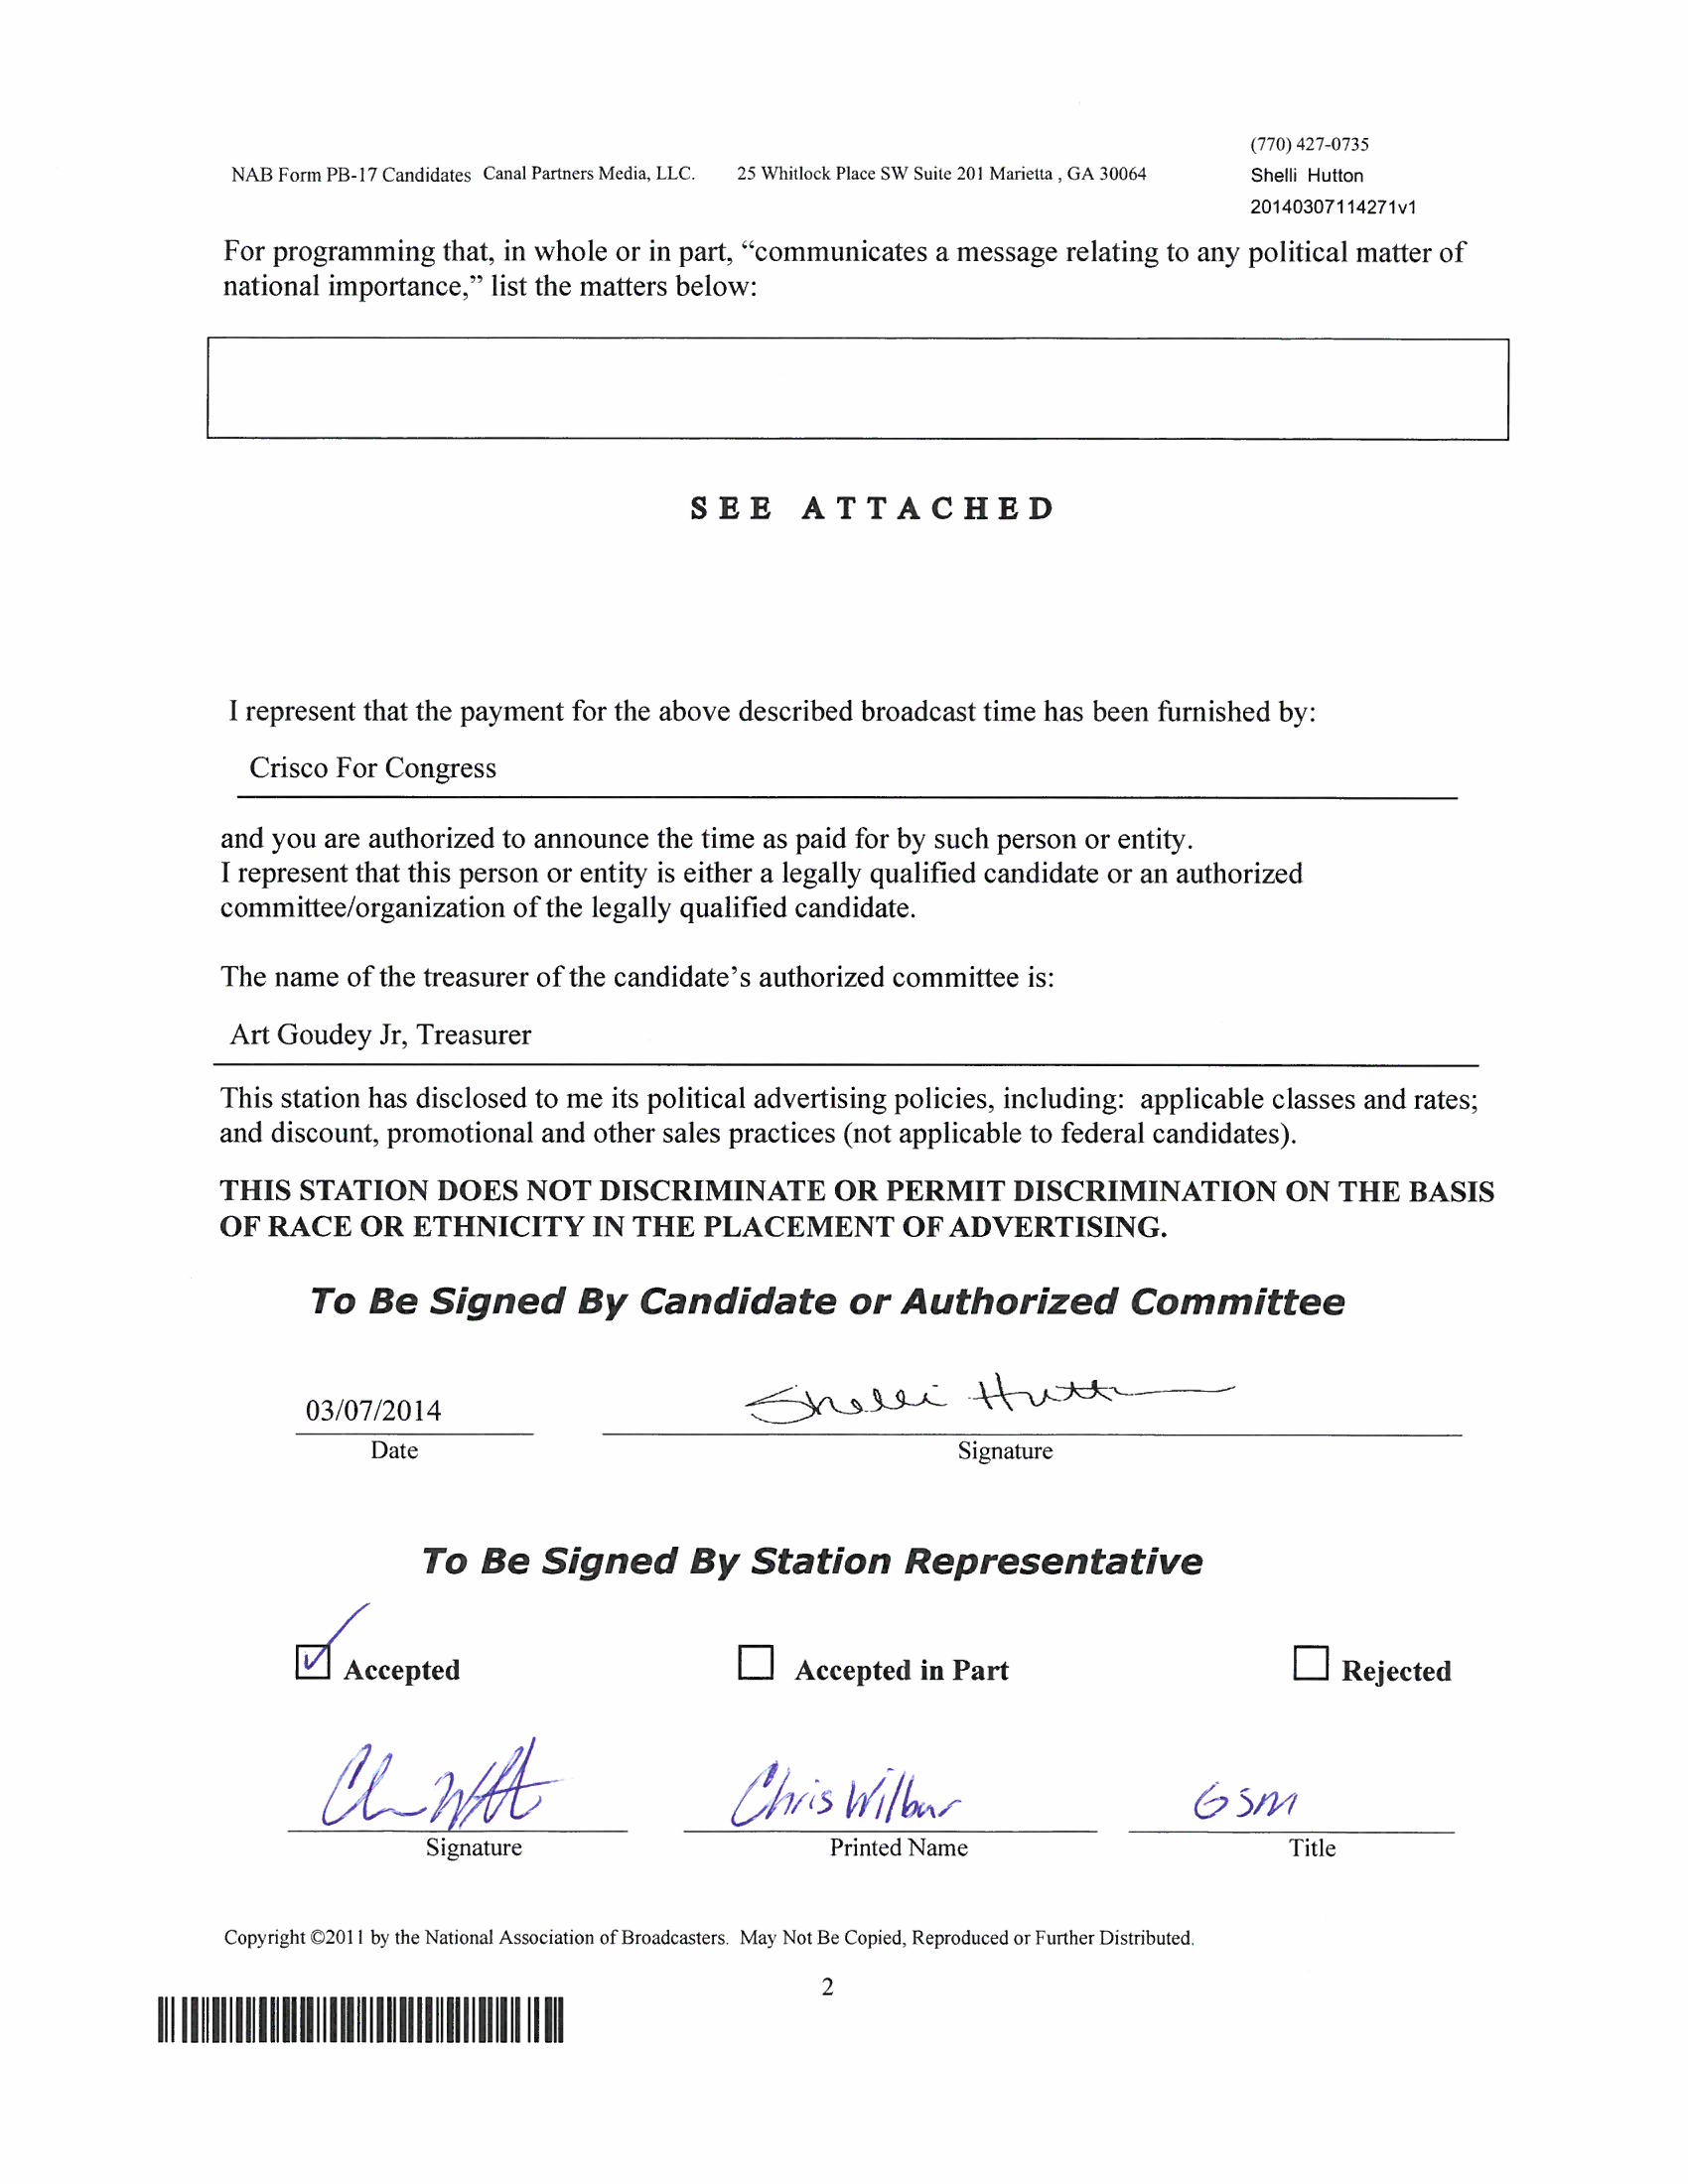 (770) 427-0735
NAB Form PB-17 Candidates Canal Partners Media, LLC. 25 Whitlock Place SW Suite 201 Marietta , GA 30064 Shelli Hutton
20140307114271v1
For programming that, in whole or in part, “communicates a message relating to any political matter of
national importance,” list the matters below:
SEE ATTACHED
I represent that the payment for the above described broadcast time has been furnished by:
Crisco For Congress
and you are authorized to announce the time as paid for by such person or entity.
I represent that this person or entity is either a legally qualified candidate or an authorized
committee/organization of the legally qualified candidate.
The name of the treasurer of the candidate’s authorized committee is:
Art Goudey Jr, Treasurer
This station has disclosed to me its political advertising policies, including: applicable classes and rates;
and discount, promotional and other sales practices (not applicable to federal candidates).
THIS STATION DOES NOT DISCRIMINATE OR PERMIT DISCRIMINATION ON THE BASIS
OF RACE OR ETHNICITY IN THE PLACEMENT OF ADVERTISING.
To Be Signed By Candidate or Authorized Committee
03/07/2014 Shelli Hutton
Date Signature
To Be Signed By Station Representative
Accepted Accepted in Part Rejected
Chris Wilbur GSM
Signature Printed Name Title
Copyright ©2011 by the National Association of Broadcasters. May Not Be Copied, Reproduced or Further Distributed.
2